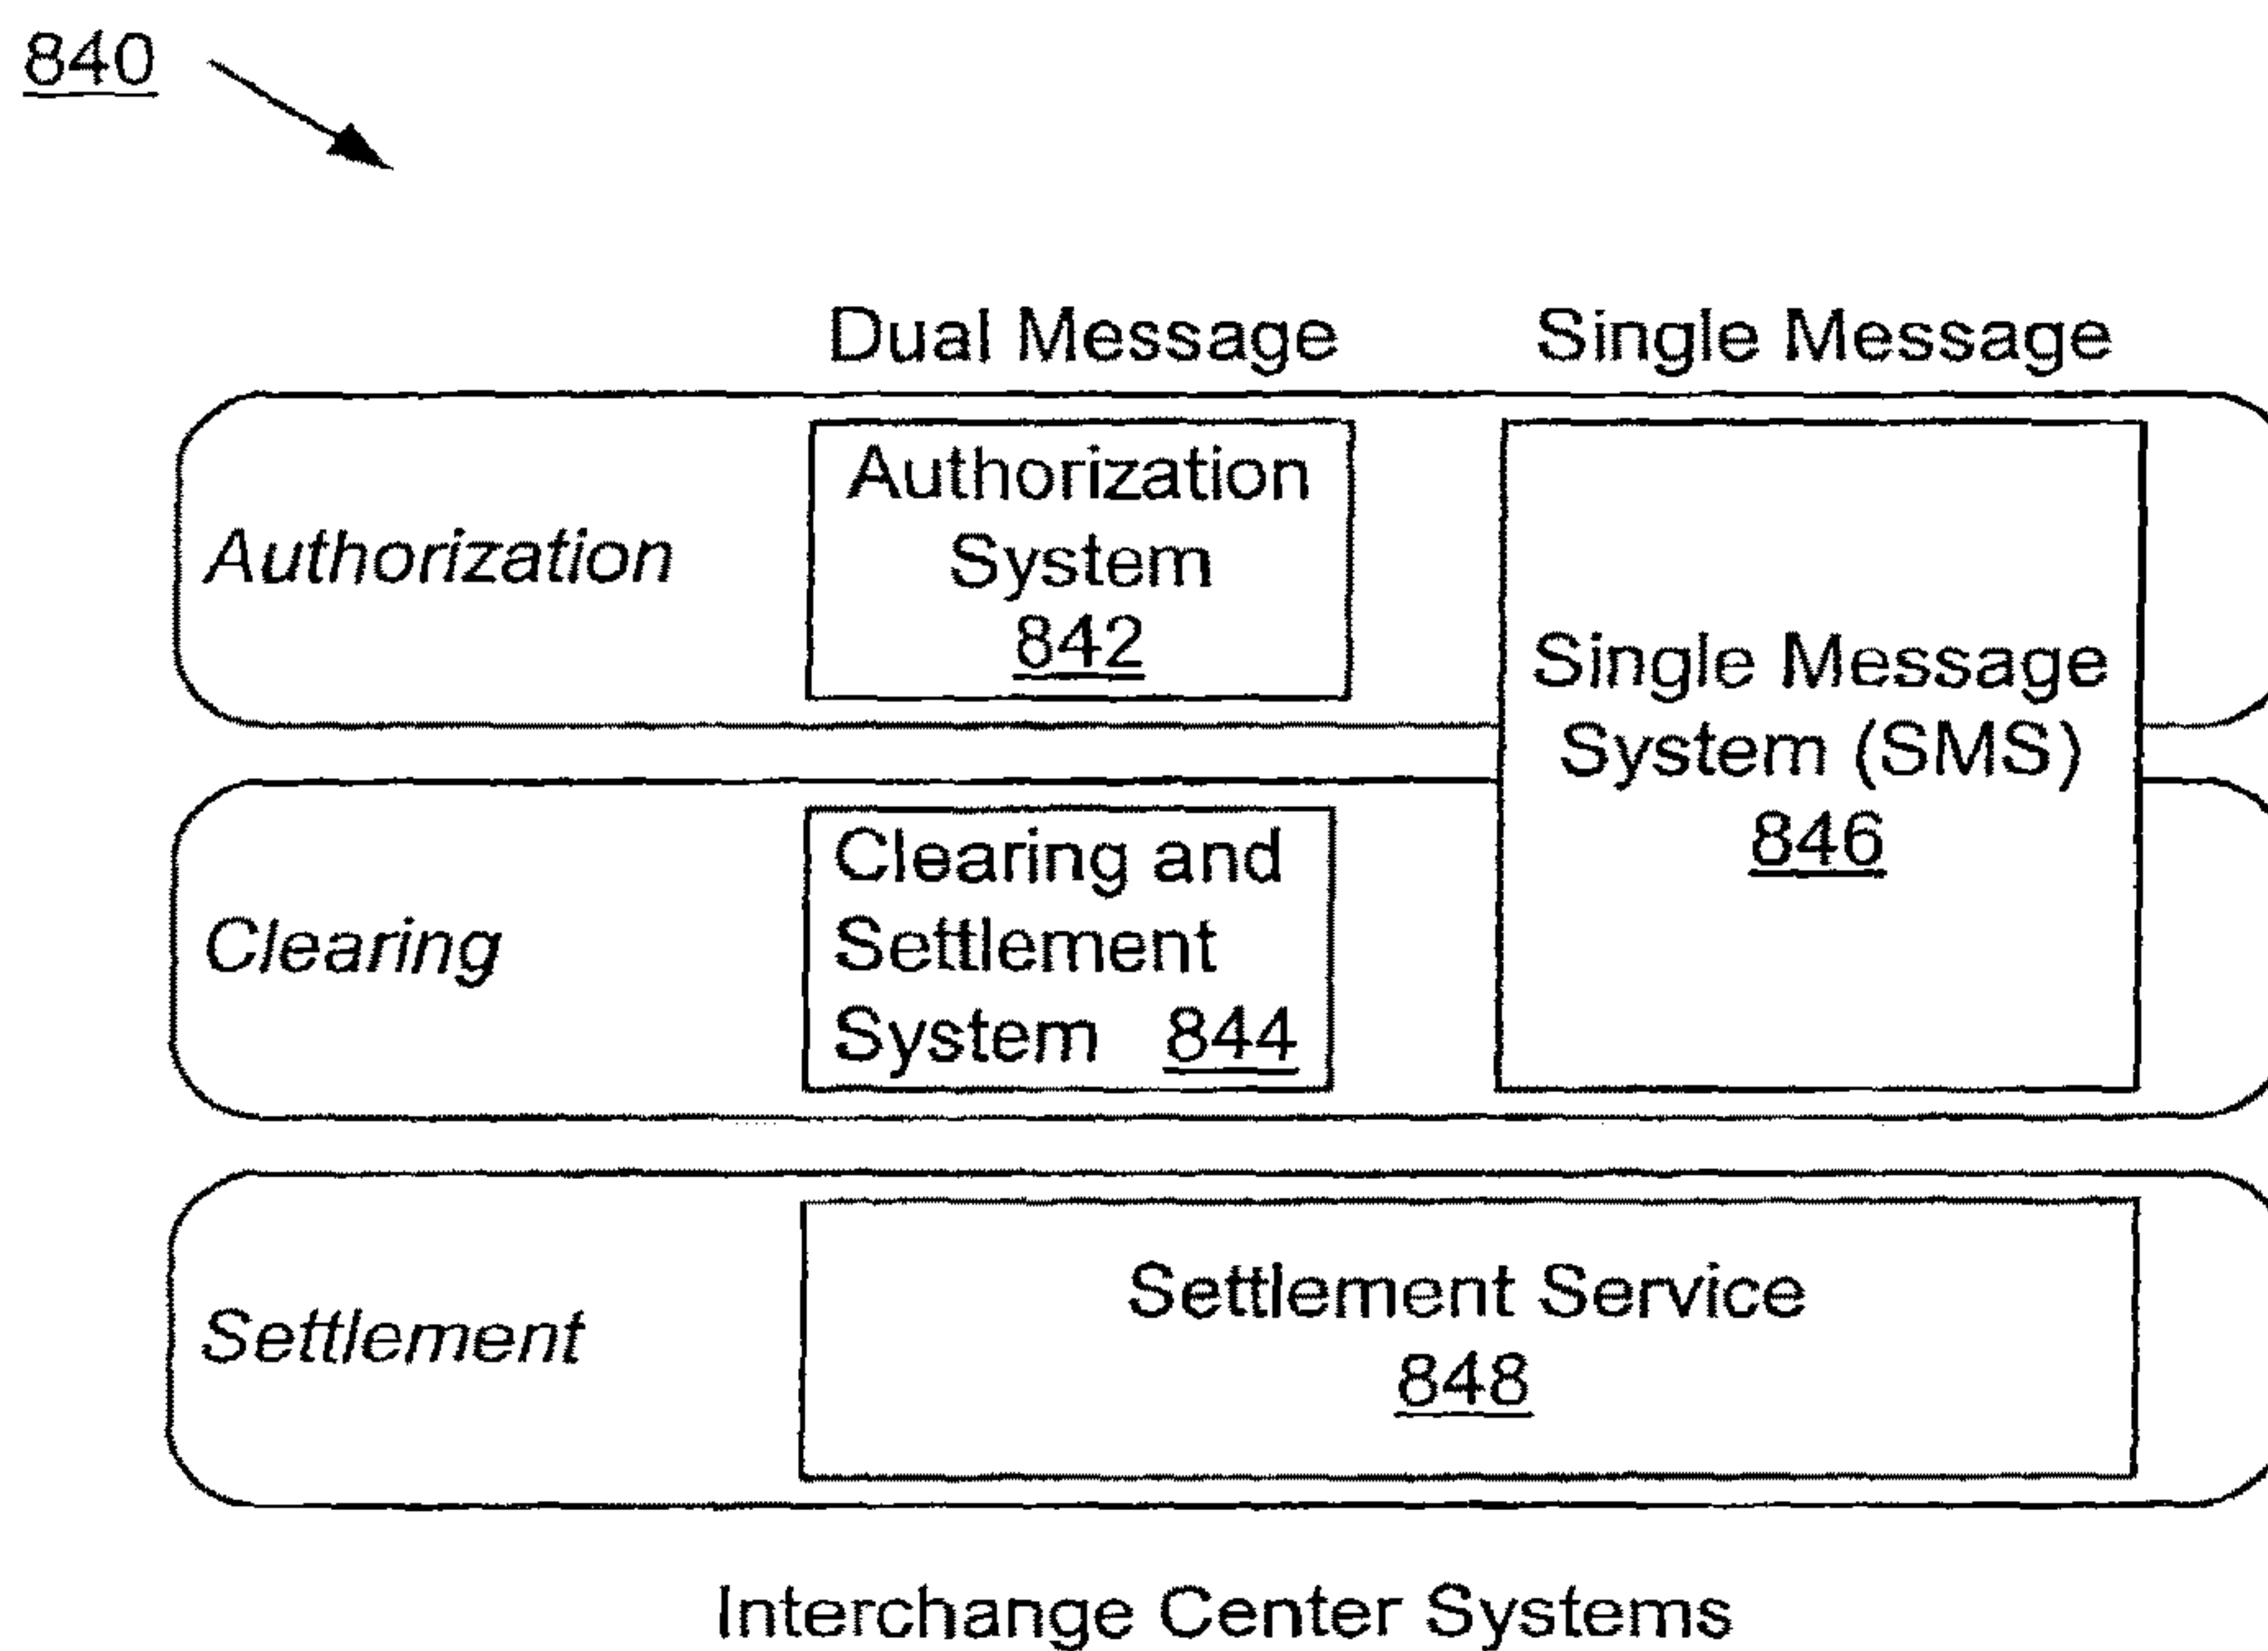 840
Dual Message
Single Message
Authorization
Authorization
System
842
Single Message
System (SMS)
846
Clearing
Clearing and
Settlement
System 844
Settlement
Settlement Service
848
Interchange Center Systems